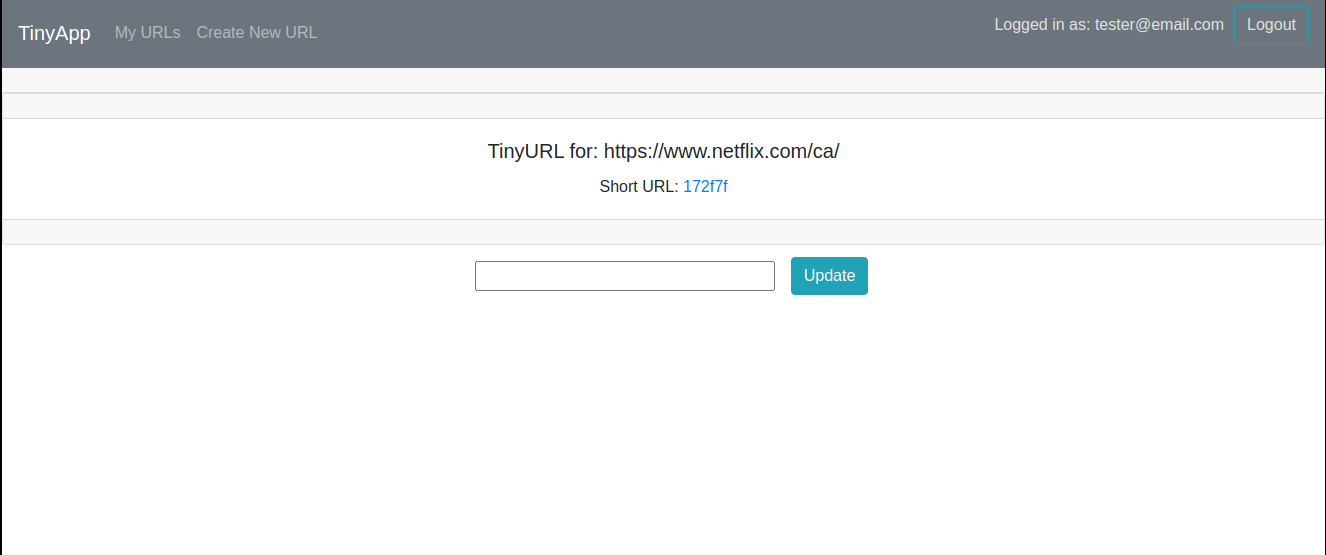 TinyApp My URLs Create New URL Logged in as: tester@email.com Logout
TinyURL for: https://www.netflix.com/ca/
Short URL: 172f7f
Update